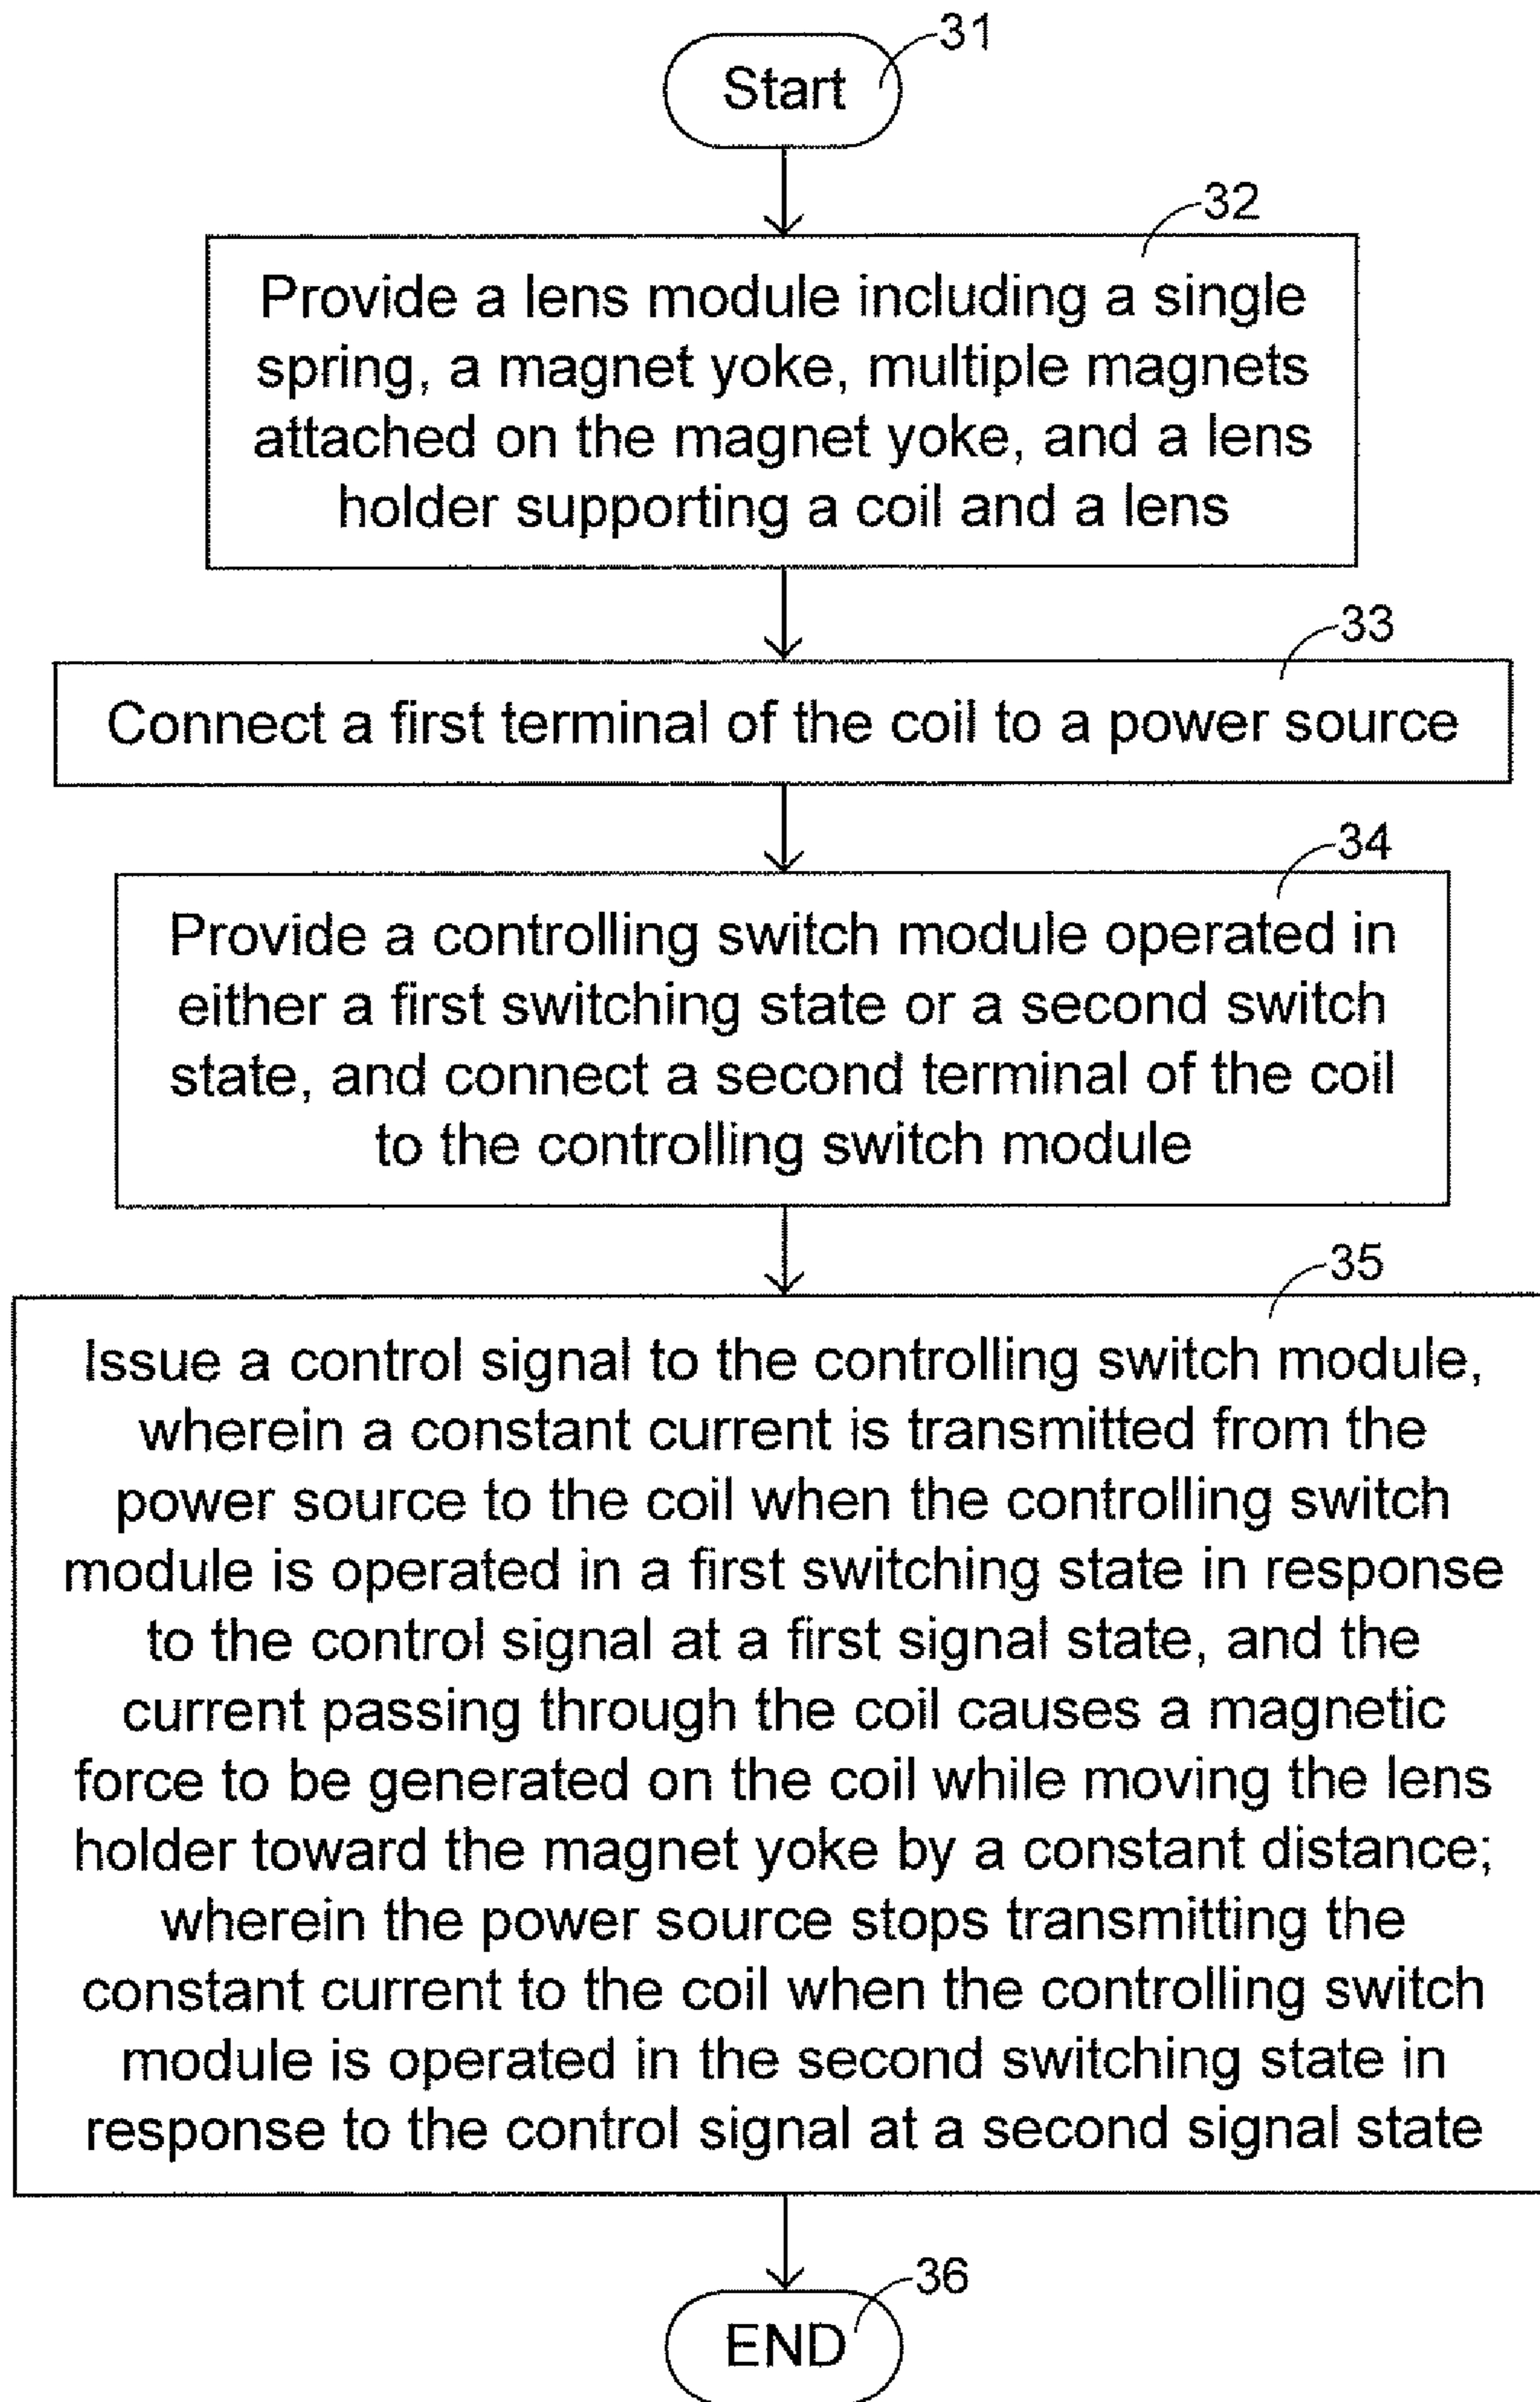 31
Start
32
Provide a lens module including a single
spring, a magnet yoke, multiple magnets
attached on the magnet yoke, and a lens
holder supporting a coil and a lens
33
Connect a first terminal of the coil to a power source
34
Provide a controlling switch module operated in
either a first switching state or a second switch
state, and connect a second terminal of the coil
to the controlling switch module
35
Issue a control signal to the controlling switch module,
wherein a constant current is transmitted from the
power source to the coil when the controlling switch
module is operated in a first switching state in response
to the control signal at a first signal state, and the
current passing through the coil causes a magnetic
force to be generated on the coil while moving the lens
holder toward the magnet yoke by a constant distance;
wherein the power source stops transmitting the
constant current to the coil when the controlling switch
module is operated in the second switching state in
response to the control signal at a second signal state
36
END